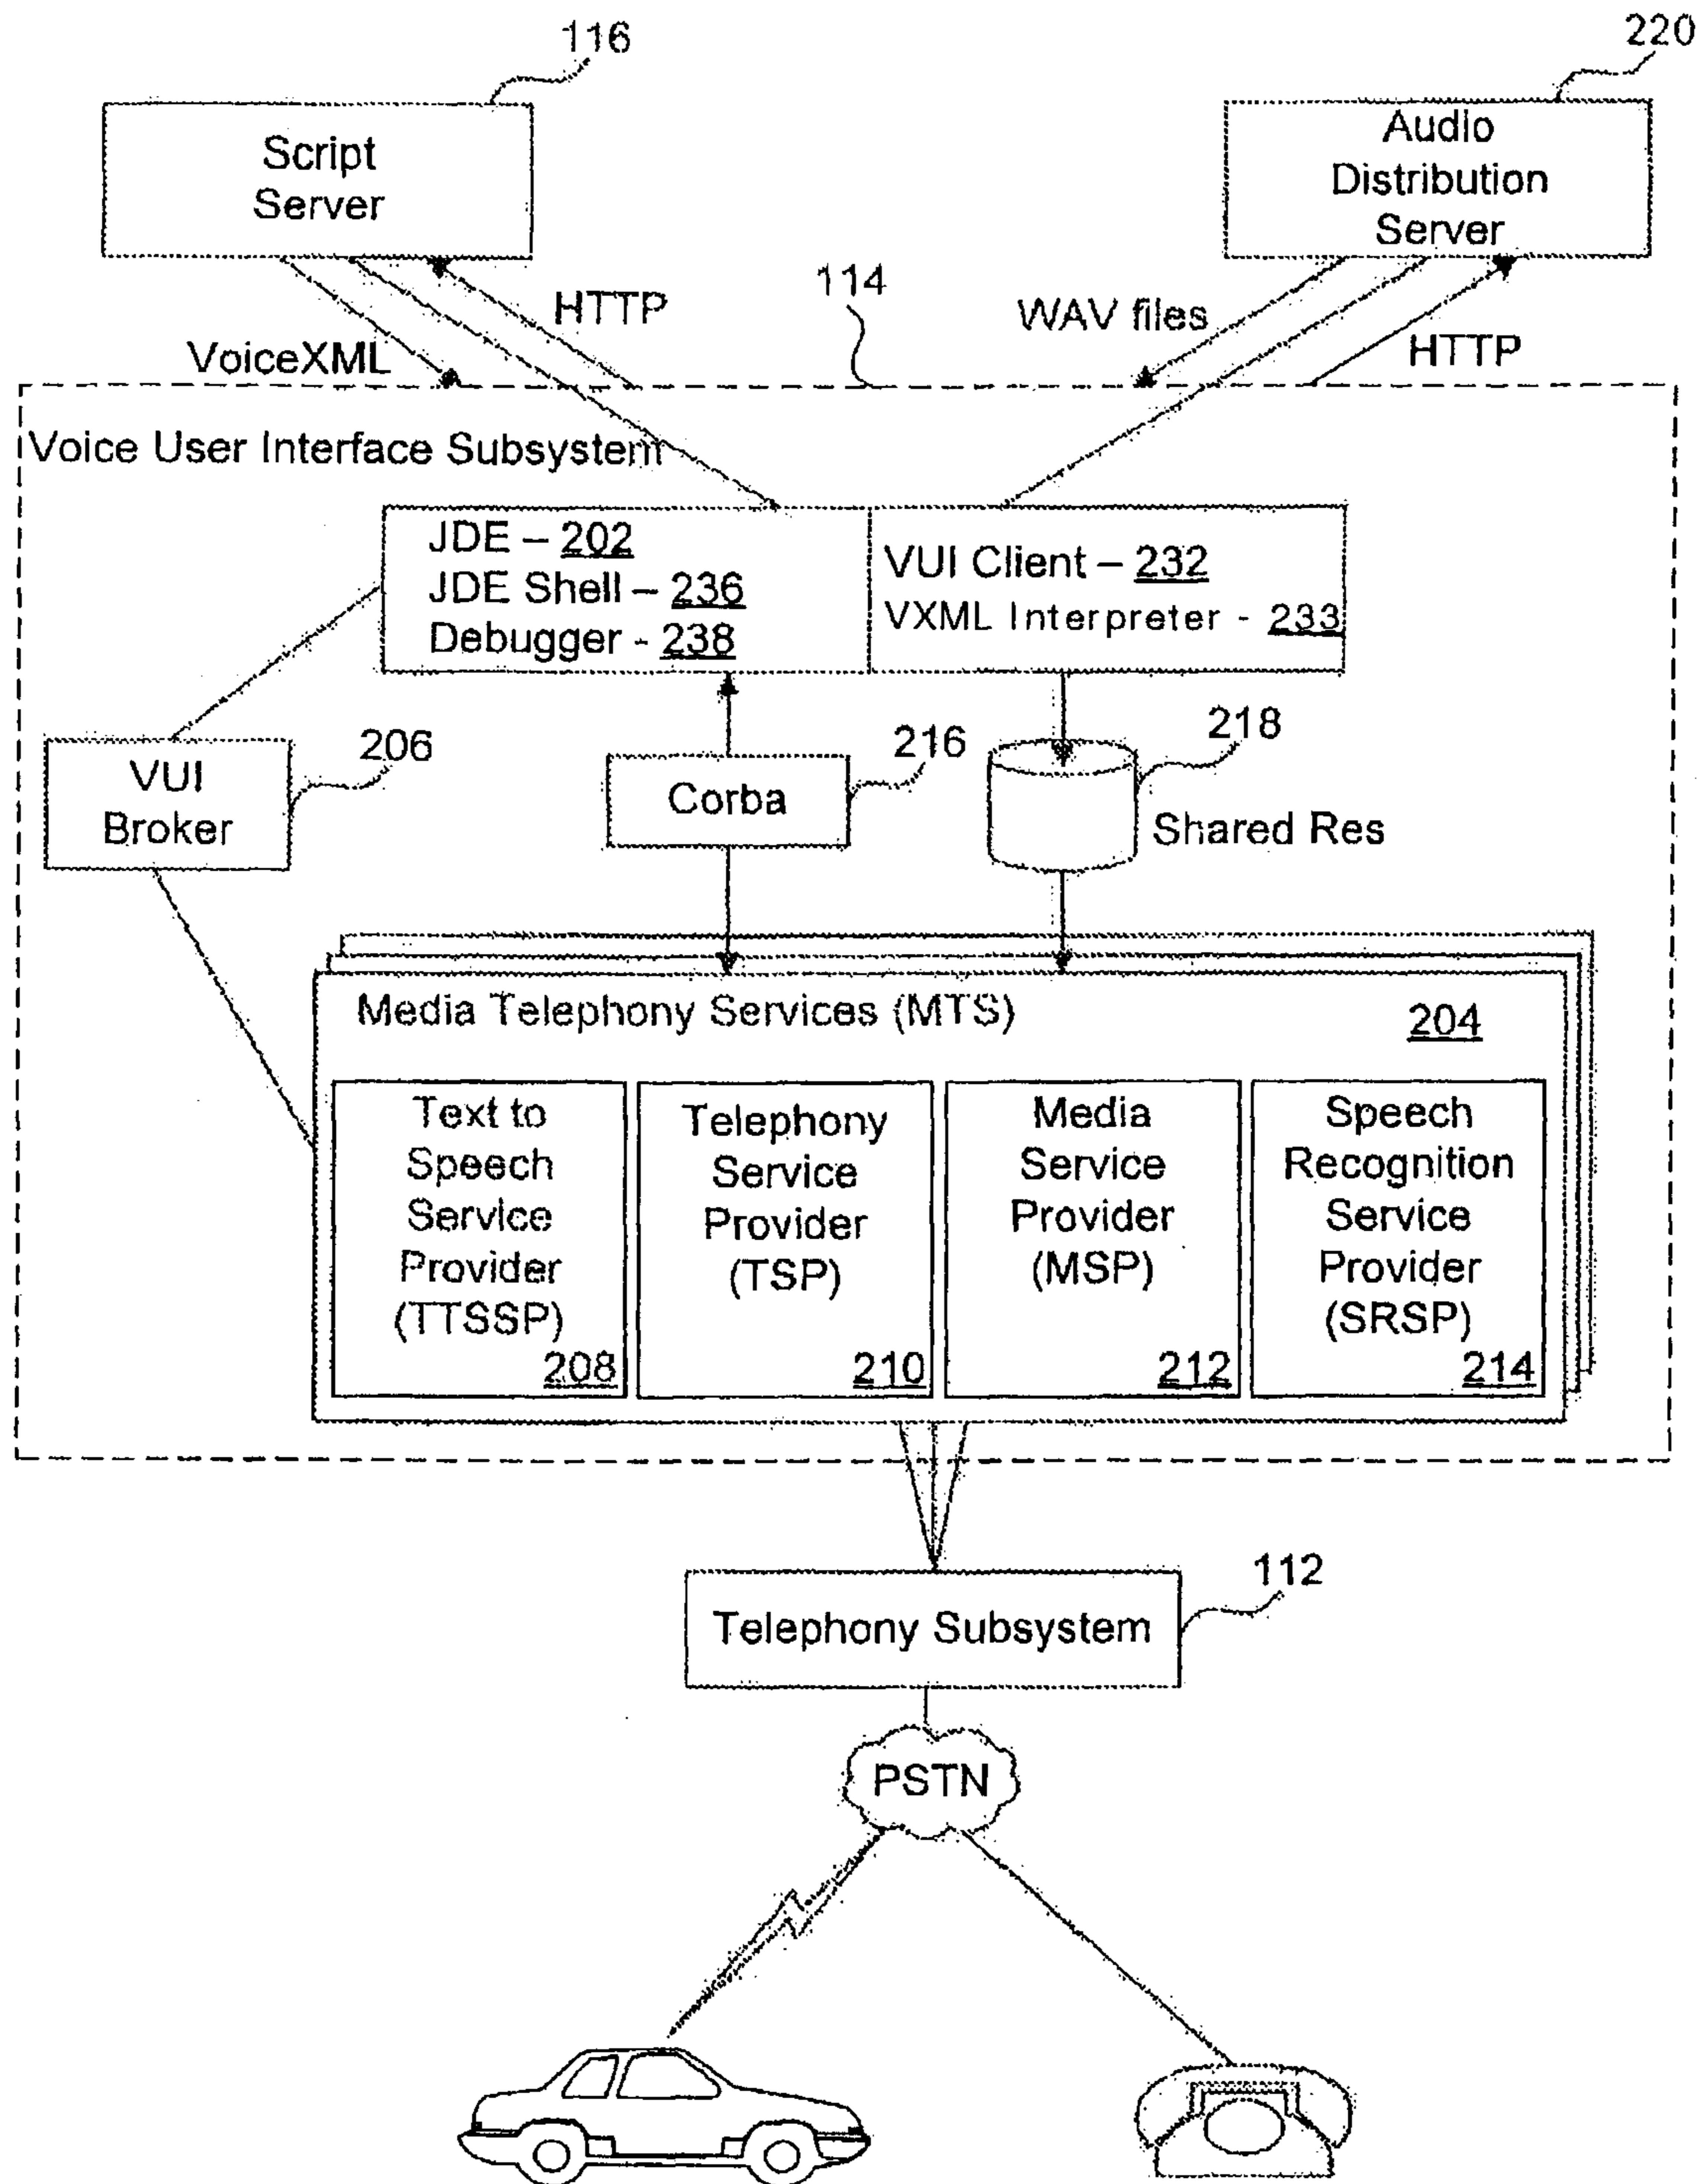 116
220
Script
Server
Audio
Distribution
Server
HTTP
114
WAV files
VoiceXML
HTTP
Voice User Interface Subsystem
JDE – 202
JDE Shell – 236
Debugger - 238
VUI Client – 232
VXML Interpreter - 233
206
216
218
VUI
Broker
Corba
Shared Res
Media Telephony Services (MTS)
204
Text to
Speech
Service
Provider
(TTSSP)
208
Telephony
Service
Provider
(TSP)
210
Media
Service
Provider
(MSP)
212
Speech
Recognition
Service
Provider
(SRSP)
214
112
Telephony Subsystem
PSTN